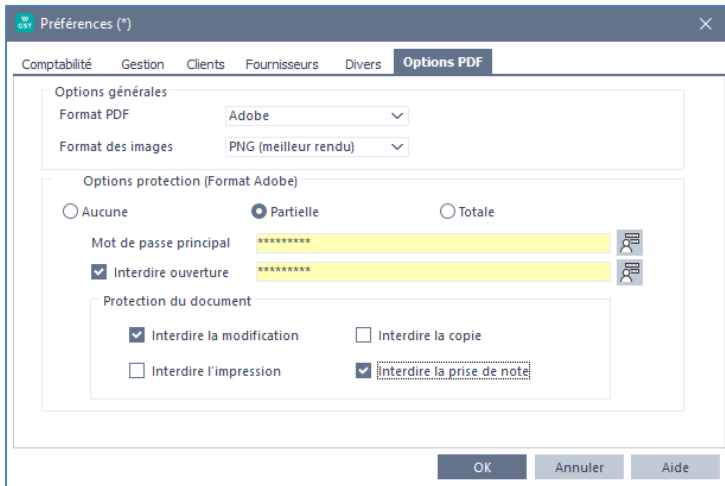 W
GST Préférences (*)
Comptabilité Gestion Clients Fournisseurs Divers Options PDF
Options générales
Format PDF Adobe
Format des images PNG (meilleur rendu)
Options protection (Format Adobe)
Aucune Partielle Totale
Mot de passe principal *********
Interdire ouverture *********
Protection du document
Interdire la modification Interdire la copie
Interdire l'impression Interdire la prise de note
OK Annuler Aide